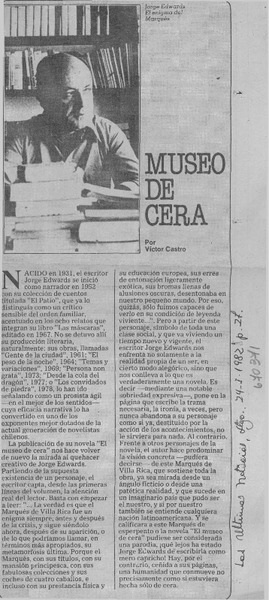 Jorge Edwards
El enigma del
Marqués
MUSEO
DE
CERA
Por
Víctor Castro
NACIDO en 1931, el escritor
Jorge Edwards se inició
como narrador en 1952
con su colección de cuentos
titulada "El Patio", que ya lo
distinguía como un crítico
sensible del orden familiar,
acentuado en los ocho relatos que
integran su libro "Las máscaras",
editado en 1967. No se detuvo allí
su producción literaria,
naturalmente; sus obras, llamadas
"Gente de la ciudad", 1961; "El
peso de la noche", 1964; "Temas y
variaciones", 1969; "Persona non
grata", 1973; "Desde la cola del
dragón", 1977; o "Los convidados
de piedra", 1978, lo han ido
señalando como un prosista ágil
— en el mejor de los sentidos—
cuya eficacia narrativa lo ha
convertido en uno de los
exponentes mejor dotados de la
actual generación de novelistas
chilenos.
La publicación de su novela "El
museo de cera" nos hace volver
de nuevo la mirada al quehacer
creativo de Jorge Edwards.
Partiendo de la supuesta
existencia de un personaje, el
escritor capta, desde las primeras
líneas del volumen, la atención
real del lector. Basta con empezar
a leer: "... La verdad es que el
Marqués de Villa Rica fue un
enigma siempre, antes y después
de la crisis, y sigue siéndolo
ahora, después de su aparición, o
de lo que podríamos llamar, en
términos más apropiados, su
metamorfosis última. Porque el
Marqués, con sus títulos, con su
mansión principesca, con sus
fabulosas colecciones y sus
coches de cuatro caballos, e
incluso con su prestancia física y
su educación europea, sus eres
de entonación ligeramente
exótica, sus bromas llenas de
alusiones oscuras, desentonaba en
nuestro pequeño mundo. Por eso,
quizás, sólo fuimos capaces de
verlo en su condición de leyenda
viviente...". Pero a partir de este
personaje, símbolo de toda una
clase social, y que va viviendo un
tiempo nuevo y vigente, el
escritor Jorge Edwards nos
enfrenta no solamente a la
realidad propia de un ser, en
cierto modo alegórico, sino que
nos conlleva a lo que es
verdaderamente una novela. Es
decir —mediante una notable
sobriedad expresiva—, pone en la
página que escribe la trama
necesaria, la ironía, a veces, pero
nunca abandona a su personaje
como si ya, destituido por la
acción de los acontecimientos, no
le sirviera para nada. Al contrario.
Frente a otros personajes de la
novela, el autor hace predominar
la visión concreta —pudiera
decirse— de este Marqués de
Villa Rica, que sostiene toda la
obra, ya sea mirada desde un
ángulo ficticio o desde una
patética realidad, y que sucede en
un imaginario país que pudo ser
el nuestro, y ya por nuestro
también se entiende cualquiera
nación latinoamericana. Y se
calificara a este Marqués de
esperpento o la novela "El museo
de cera" pudiese ser considerada
una parodia, ¡qué lejos ha estado
Jorge Edwards de escribirla como
mero capricho! Hay, por el
contrario, ceñida a sus páginas,
una humanidad que conmueve no
precisamente como si estuviera
hecha sólo de cera.
Las Últimas Noticias, Stgo. 24-I-1982, p. 27.